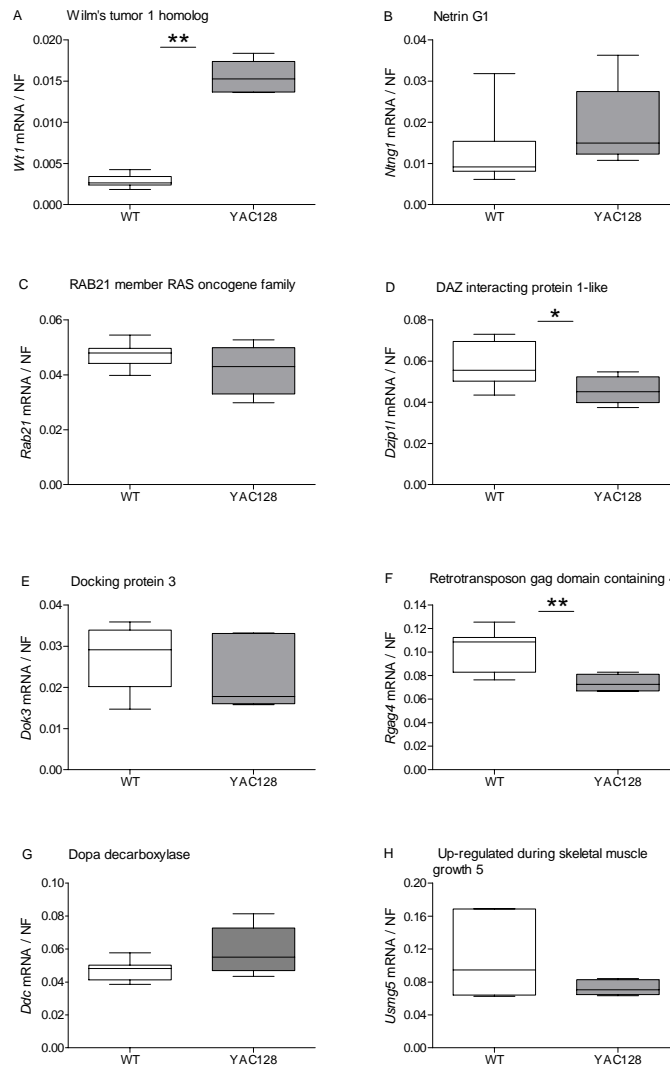 A Wilm's tumor 1 homolog
Wt1 mRNA / NF
0.020
0.015
0.010
0.005
0.000
**
WT YAC128
B Netrin G1
Ntng1 mRNA / NF
0.04
0.03
0.02
0.01
0.00
WT YAC128
C RAB21 member RAS oncogene family
Rab21 mRNA / NF
0.06
0.04
0.02
0.00
WT YAC128
D DAZ interacting protein 1-like
Dzip1l mRNA / NF
0.08
0.06
0.04
0.02
0.00
*
WT YAC128
E Docking protein 3
Dok3 mRNA / NF
0.04
0.03
0.02
0.01
0.00
WT YAC128
F Retrotransposon gag domain containing
Rgag4 mRNA / NF
0.14
0.12
0.10
0.08
0.06
0.04
0.02
0.00
**
WT YAC128
G Dopa decarboxylase
Ddc mRNA / NF
0.10
0.08
0.06
0.04
0.02
0.00
WT YAC128
H Up-regulated during skeletal muscle
growth 5
Usmg5 mRNA / NF
0.20
0.16
0.12
0.08
0.04
0.00
WT YAC128